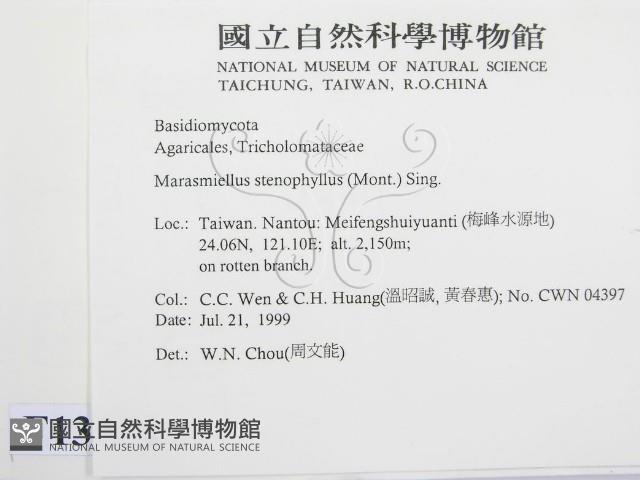 國立自然科學博物館
NATIONAL MUSEUM OF NATURAL SCIENCE
TAICHUNG, TAIWAN, R.O.CHINA
Basidiomycota
Agaricales, Tricholomataceae
Marasmiellus stenophyllus (Mont.) Sing.
Loc.: Taiwan. Nantou: Meifengshuiyuanti (梅峰水源地)
24.06N, 121.10E; alt. 2,150m;
on rotten branch.
Col.: C.C. Wen & C.H. Huang(溫昭誠, 黃春惠); No. CWN 04397
Date: Jul. 21, 1999
Det.: W.N. Chou(周文能)
F13
國立自然科學博物館
NATIONAL MUSEUM OF NATURAL SCIENCE